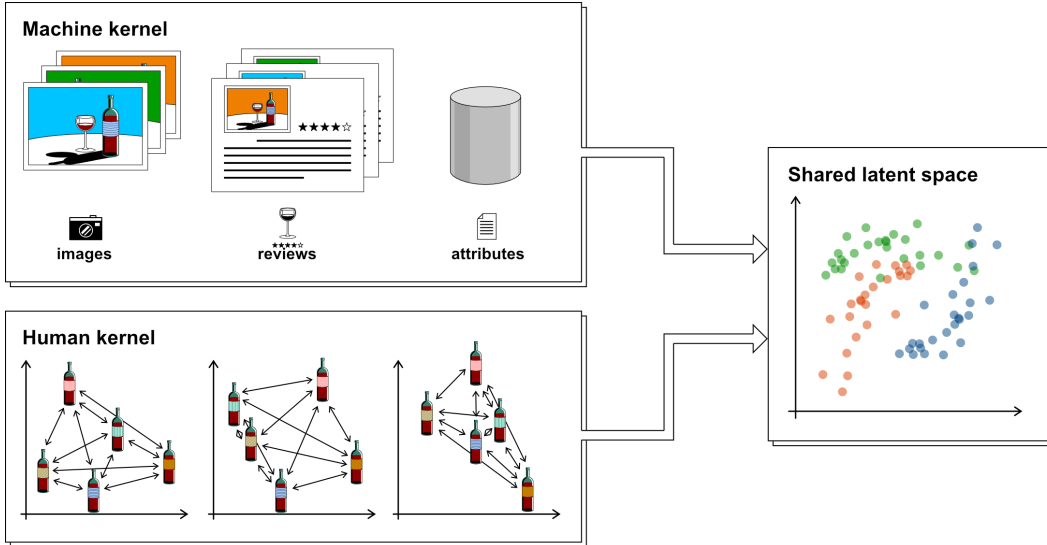 Machine kernel
images
reviews
attributes
Human kernel
Shared latent space